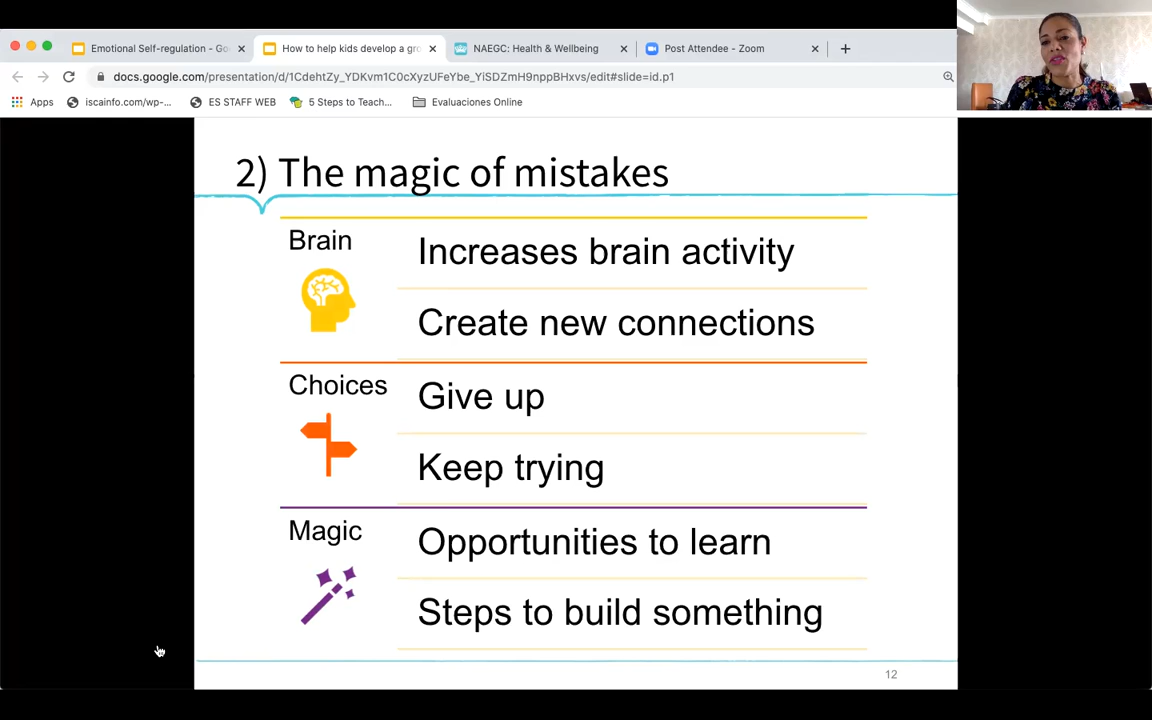 Emotional Self-regulation - Go
How to help kids develop a gro
NAEGC: Health & Wellbeing
Post Attendee - Zoom
docs.google.com/presentation/d/1CdehtZy_YDKvm1C0cXyzUFeYbe_YiSDZmH9nppBHxvs/edit#slide=id.p1
Apps
iscainfo.com/wp-...
ES STAFF WEB
5 Steps to Teach...
Evaluaciones Online
2) The magic of mistakes
Brain
Increases brain activity
Create new connections
Choices
Give up
Keep trying
Magic
Opportunities to learn
Steps to build something
12